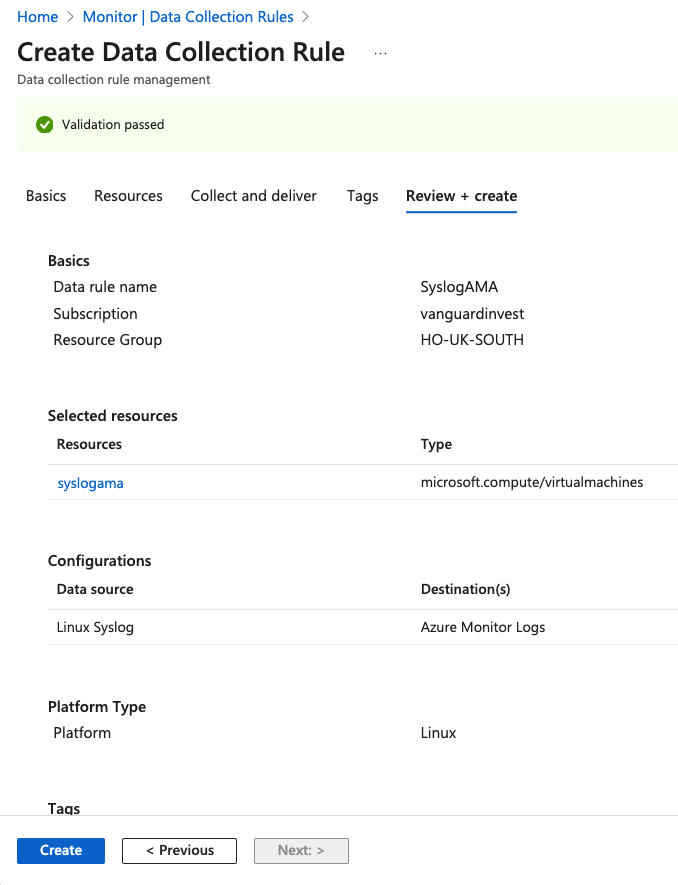 Home > Monitor | Data Collection Rules >
Create Data Collection Rule ...
Data collection rule management
Validation passed
Basics Resources Collect and deliver Tags Review + create
Basics
Data rule name SyslogAMA
Subscription vanguardinvest
Resource Group HO-UK-SOUTH
Selected resources
Resources Type
syslogama microsoft.compute/virtualmachines
Configurations
Data source Destination(s)
Linux Syslog Azure Monitor Logs
Platform Type
Platform Linux
Tags
Create < Previous Next: >